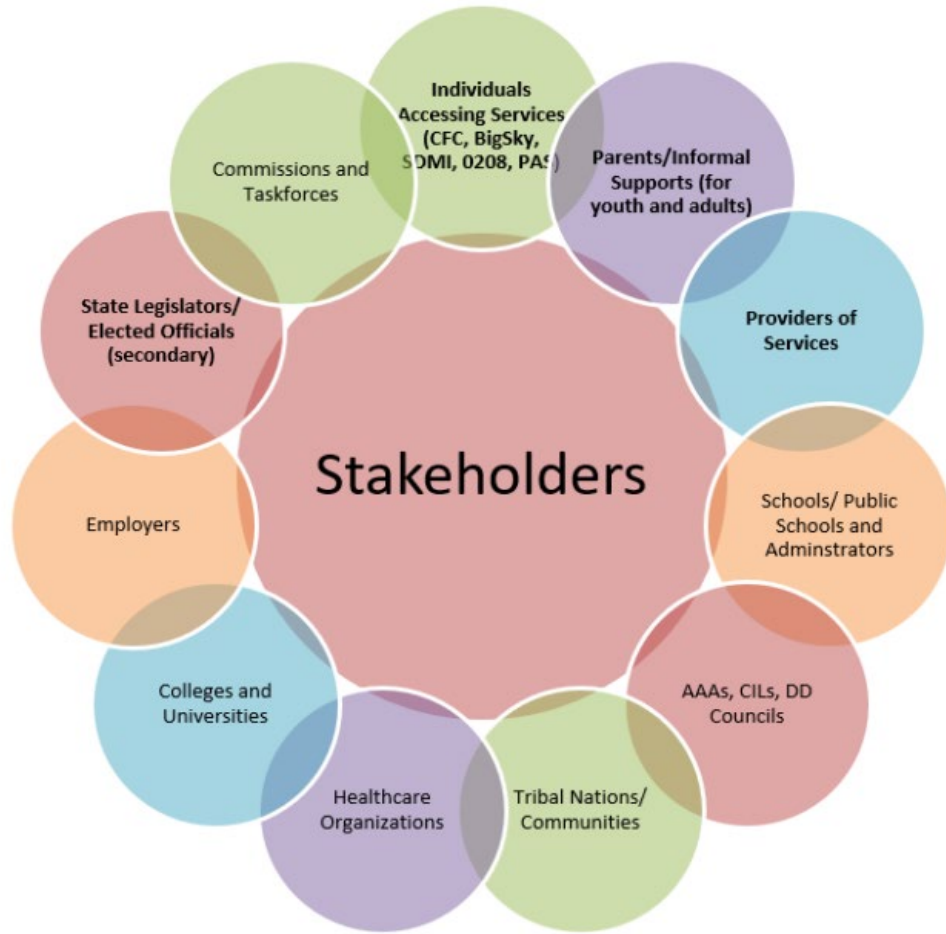 Individuals
Accessing Services
(CFC, BigSky,
SDMI, 0208, PAS)
Parents/Informal
Supports (for
youth and adults)
Providers of
Services
Schools/ Public
Schools and
Adminstrators
AAAs, CILs, DD
Councils
Tribal Nations/
Communities
Healthcare
Organizations
Colleges and
Universities
Employers
State Legislators/
Elected Officials
(secondary)
Commissions and
Taskforces
Stakeholders